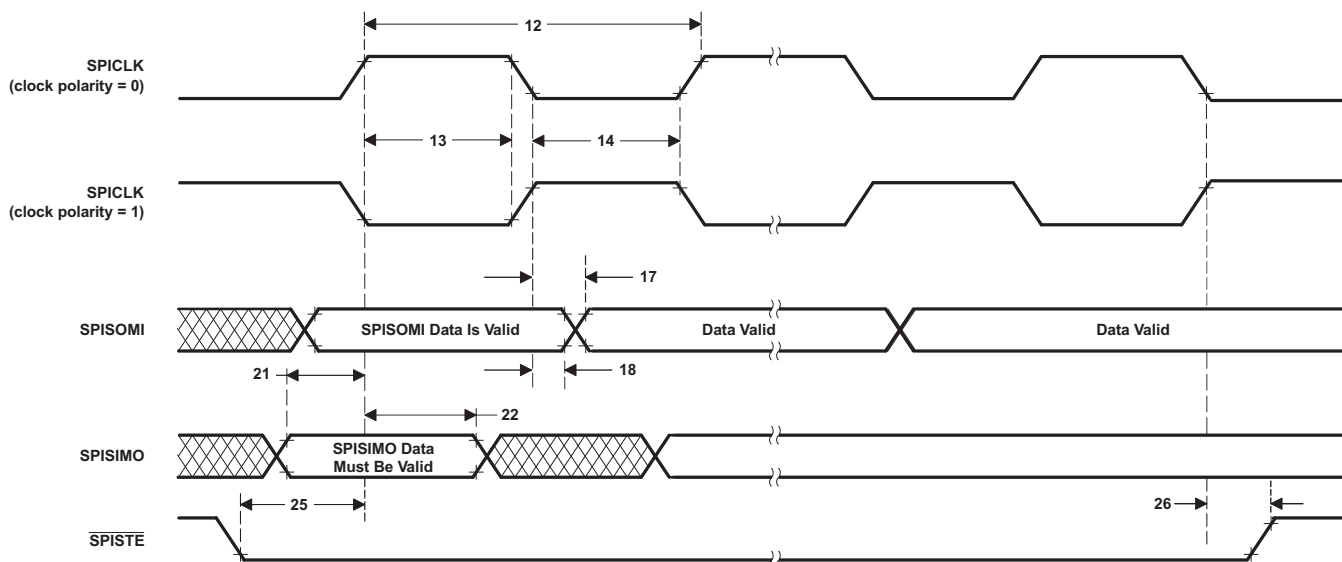 12
SPICLK
(clock polarity = 0)
13
14
SPICLK
(clock polarity = 1)
17
SPISOMI
SPISOMI Data Is Valid
Data Valid
Data Valid
21
18
22
SPISIMO
SPISIMO Data
Must Be Valid
25
26
SPISTE